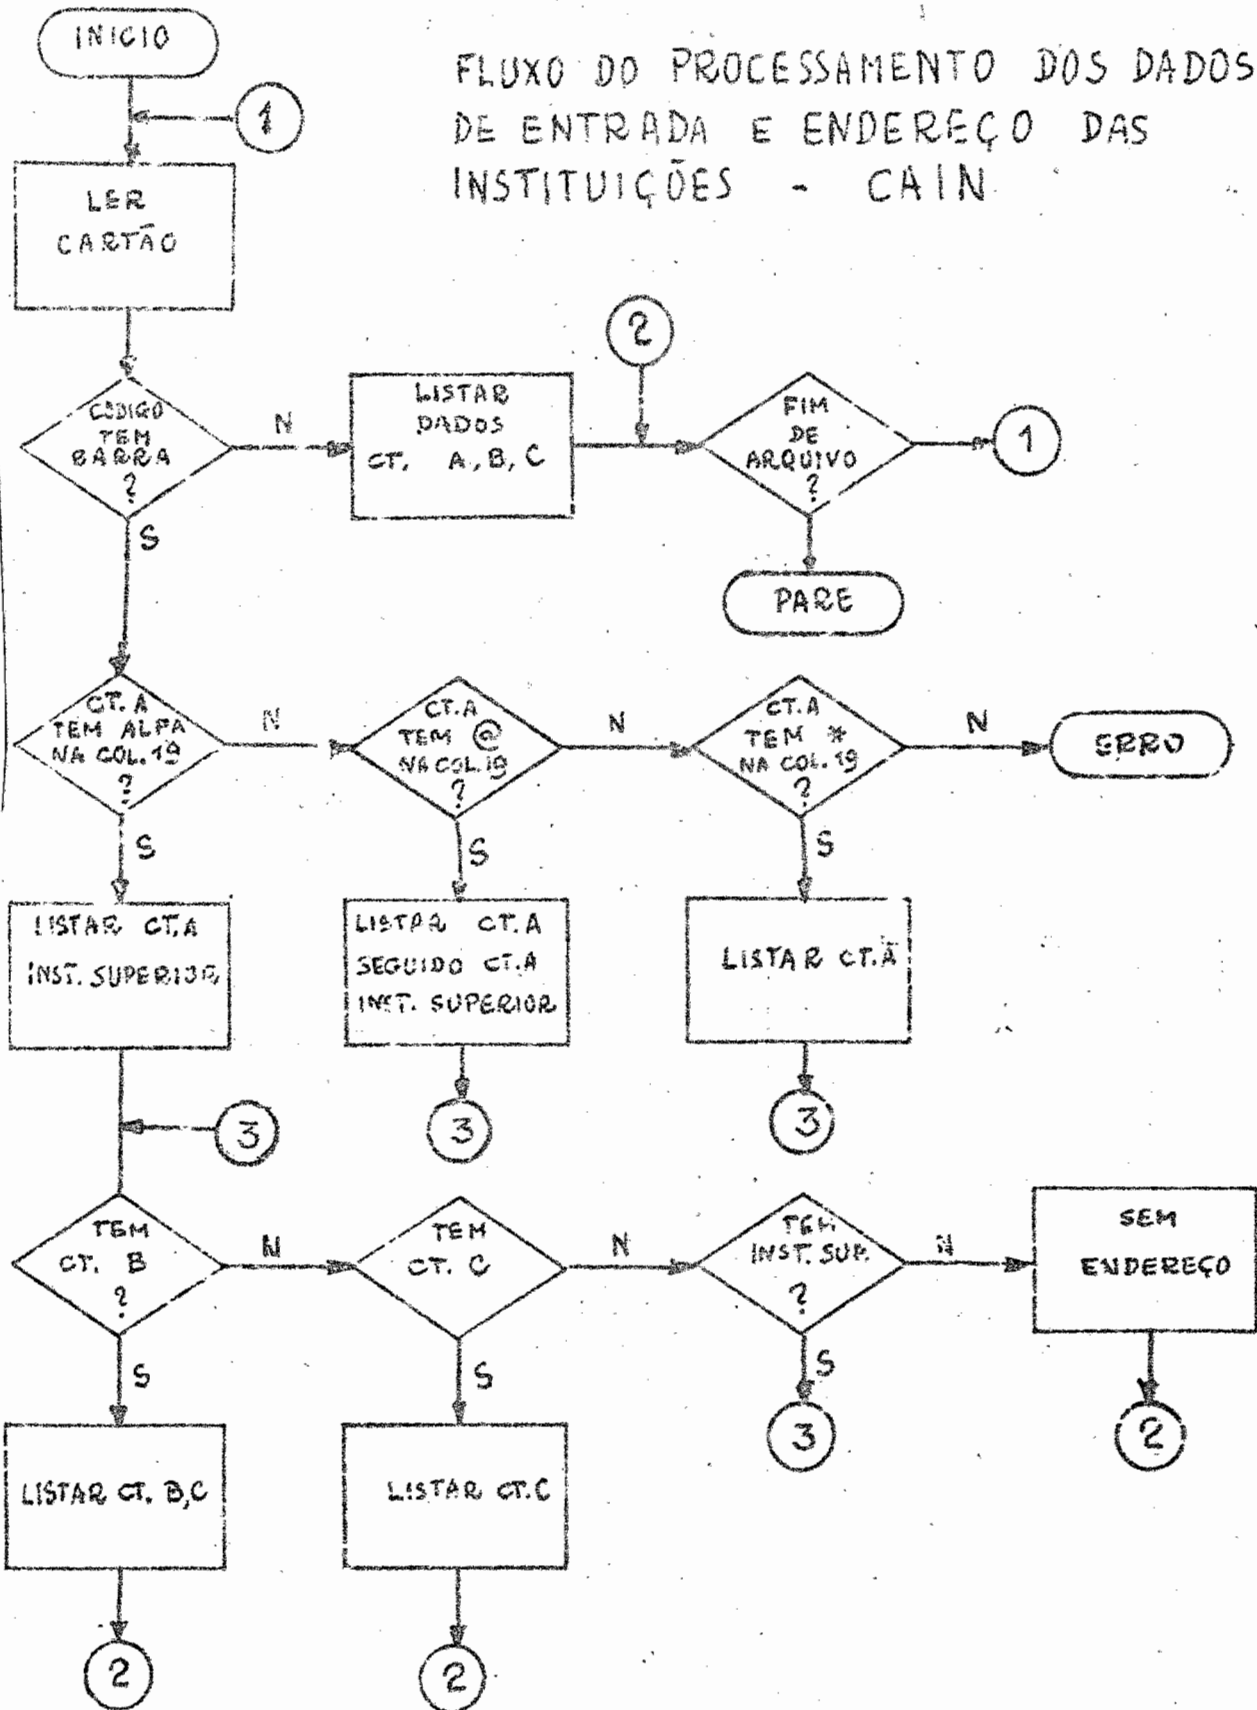 INICIO
FLUXO DO PROCESSAMENTO DOS DADOS
DE ENTRADA E ENDEREÇO DAS
INSTITUIÇÕES - CAIN
1
LER
CARTÃO
2
CÓDIGO
TEM
BARRA
?
N
S
LISTAR
DADOS
CT. A, B, C
FIM
DE
ARQUIVO
?
1
PARE
CT. A
TEM ALFA
NA COL. 19
?
N
S
CT.A
TEM @
NA COL. 19
?
N
S
CT.A
TEM *
NA COL. 19
?
N
S
ERRO
LISTAR CT.A
INST. SUPERIOR
LISTAR CT.A
SEGUIDO CT.A
INST. SUPERIOR
LISTAR CT.A
3
3
3
TEM
CT. B
?
N
S
TEM
CT. C
N
S
TEM
INST. SUP.
?
N
S
SEM
ENDEREÇO
3
2
LISTAR CT. B,C
LISTAR CT.C
2
2